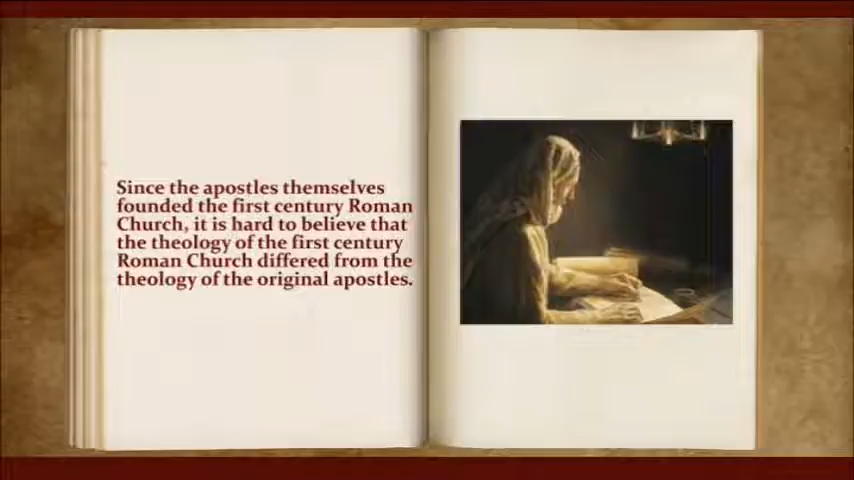 Since the apostles themselves
founded the first century Roman
Church, it is hard to believe that
the theology of the first century
Roman Church differed from the
theology of the original apostles.